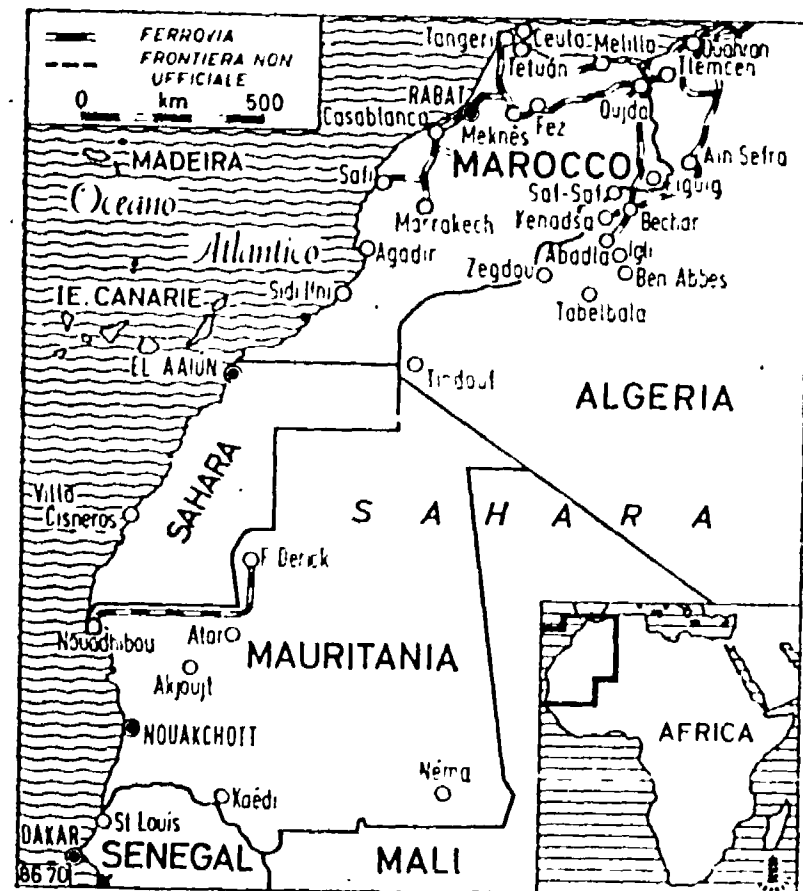 FERROVIA
FRONTIERA NON
UFFICIALE
0 km 500
Tangeri
Ceuta
Melilla
Tetuán
Tlemcen
RABAT
Casablanca
Meknès
Fez
Oujda
MADEIRA
MAROCCO
Ain Sefra
Safi
Figuig
Oceano
Atlantico
Marrakech
Kenadsa
Bechar
Agadir
Abadla
Igli
Zegdou
Ben Abbes
IE. CANARIE
Sidi Ifni
Tabelbala
EL AAIUN
Tindouf
ALGERIA
SAHARA
Villa
Cisneros
SAHARA
F Derick
Nouadhibou
Atar
MAURITANIA
Akjoujt
NOUAKCHOTT
AFRICA
Néma
Kaédi
St Louis
DAKAR
SENEGAL
MALI
8670